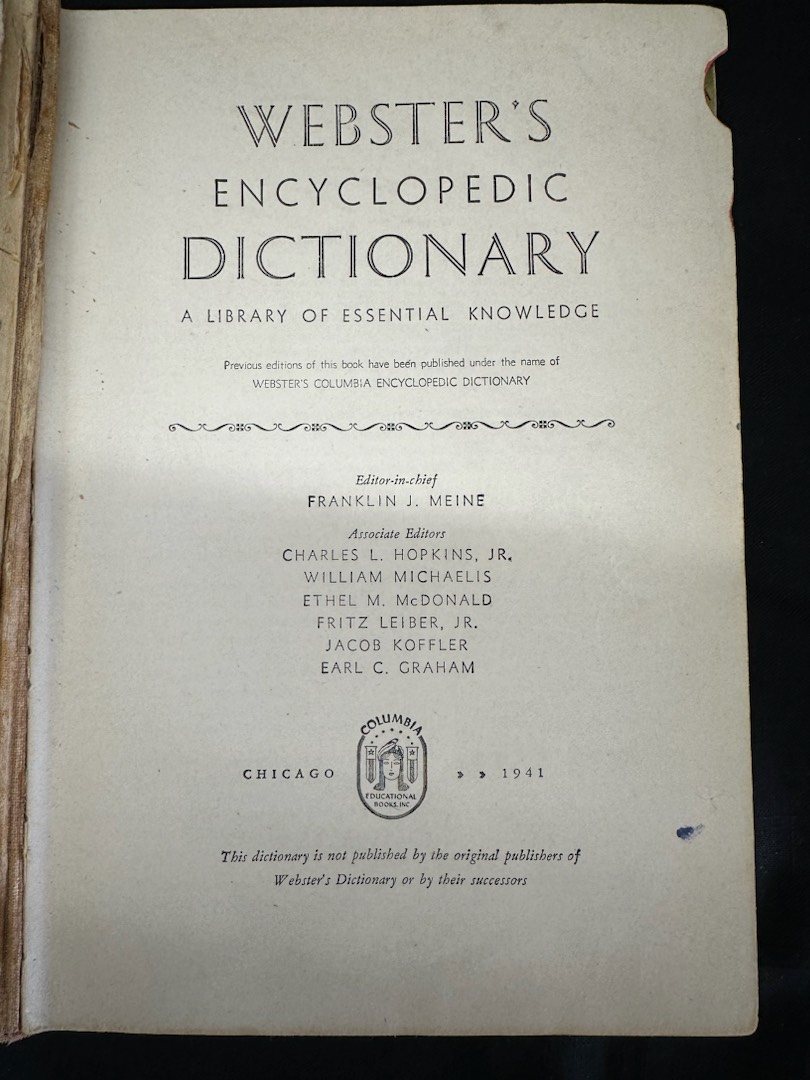 WEBSTER'S
ENCYCLOPEDIC
DICTIONARY
A LIBRARY OF ESSENTIAL KNOWLEDGE
Previous editions of this book have been published under the name of
WEBSTER'S COLUMBIA ENCYCLOPEDIC DICTIONARY
Editor-in-chief
FRANKLIN J. MEINE
Associate Editors
CHARLES L. HOPKINS, JR.
WILLIAM MICHAELIS
ETHEL M. McDONALD
FRITZ LEIBER, JR.
JACOB KOFFLER
EARL C. GRAHAM
COLUMBIA
CHICAGO » » 1941
EDUCATIONAL
BOOKS, INC.
This dictionary is not published by the original publishers of
Webster's Dictionary or by their successors